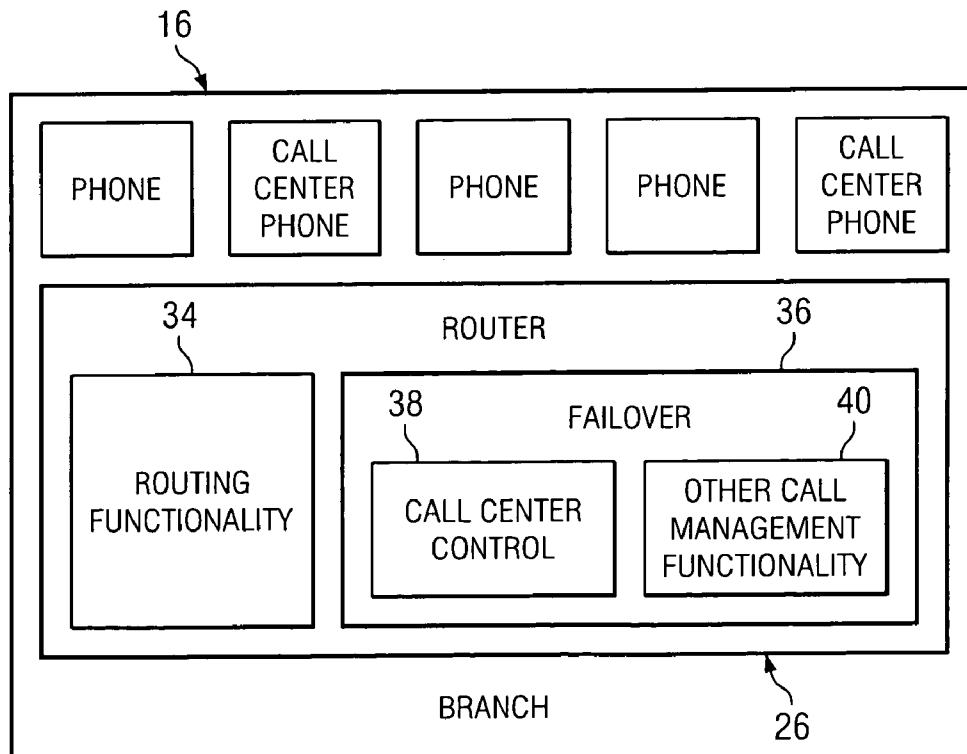 16
PHONE
CALL
CENTER
PHONE
PHONE
PHONE
CALL
CENTER
PHONE
34
ROUTER
36
ROUTING
FUNCTIONALITY
FAILOVER
38
CALL CENTER
CONTROL
40
OTHER CALL
MANAGEMENT
FUNCTIONALITY
BRANCH
26